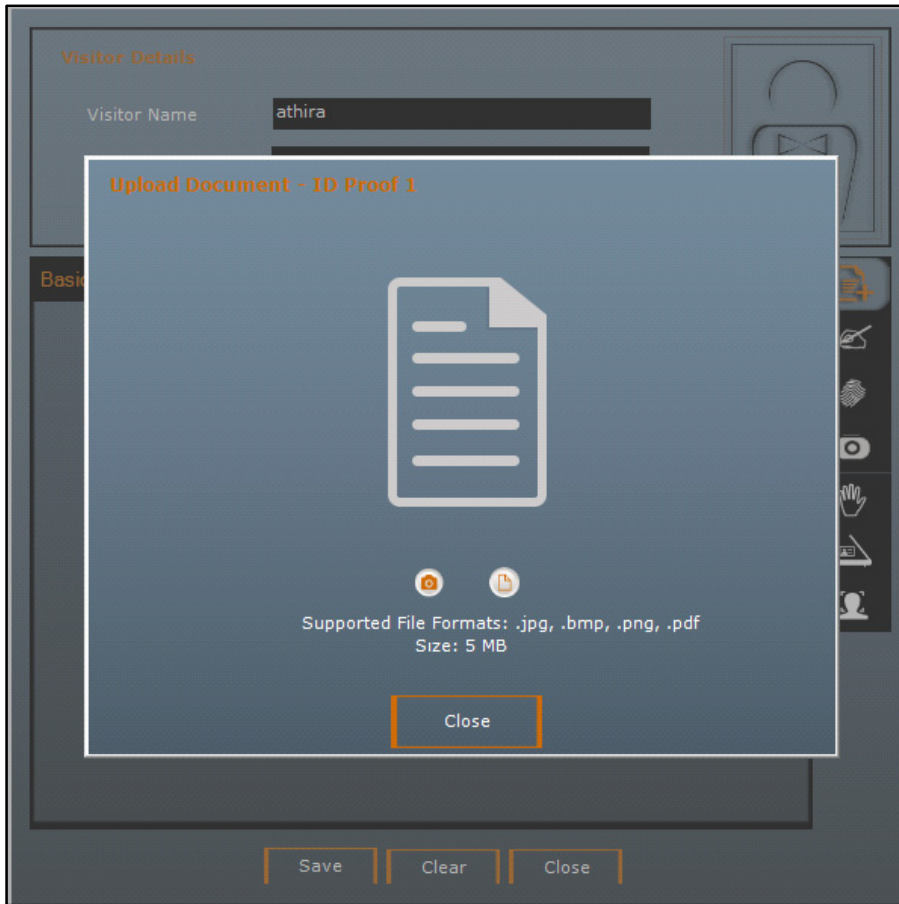 Visitor Details
Visitor Name
athira
Upload Document - ID Proof 1
Basic
Supported File Formats: .jpg, .bmp, .png, .pdf
Size: 5 MB
Close
Save
Clear
Close